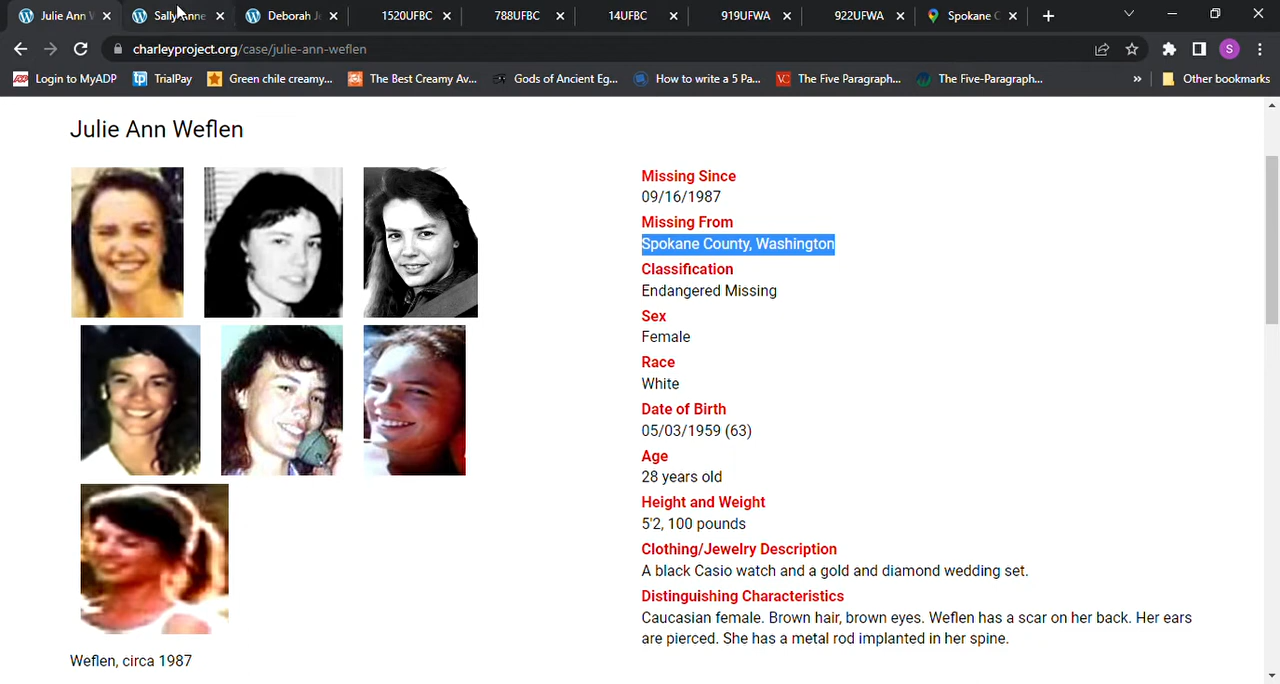 Julie Ann W
Sally Anne
Deborah J
1520UFBC
788UFBC
14UFBC
919UFWA
922UFWA
Spokane C
charleyproject.org/case/julie-ann-weflen
S
Login to MyADP
TrialPay
Green chile creamy...
The Best Creamy Av...
Gods of Ancient Eg...
How to write a 5 Pa...
The Five Paragraph...
The Five-Paragraph...
»
Other bookmarks
Julie Ann Weflen
Missing Since
09/16/1987
Missing From
Spokane County, Washington
Classification
Endangered Missing
Sex
Female
Race
White
Date of Birth
05/03/1959 (63)
Age
28 years old
Height and Weight
5'2, 100 pounds
Clothing/Jewelry Description
A black Casio watch and a gold and diamond wedding set.
Distinguishing Characteristics
Caucasian female. Brown hair, brown eyes. Weflen has a scar on her back. Her ears
are pierced. She has a metal rod implanted in her spine.
Weflen, circa 1987